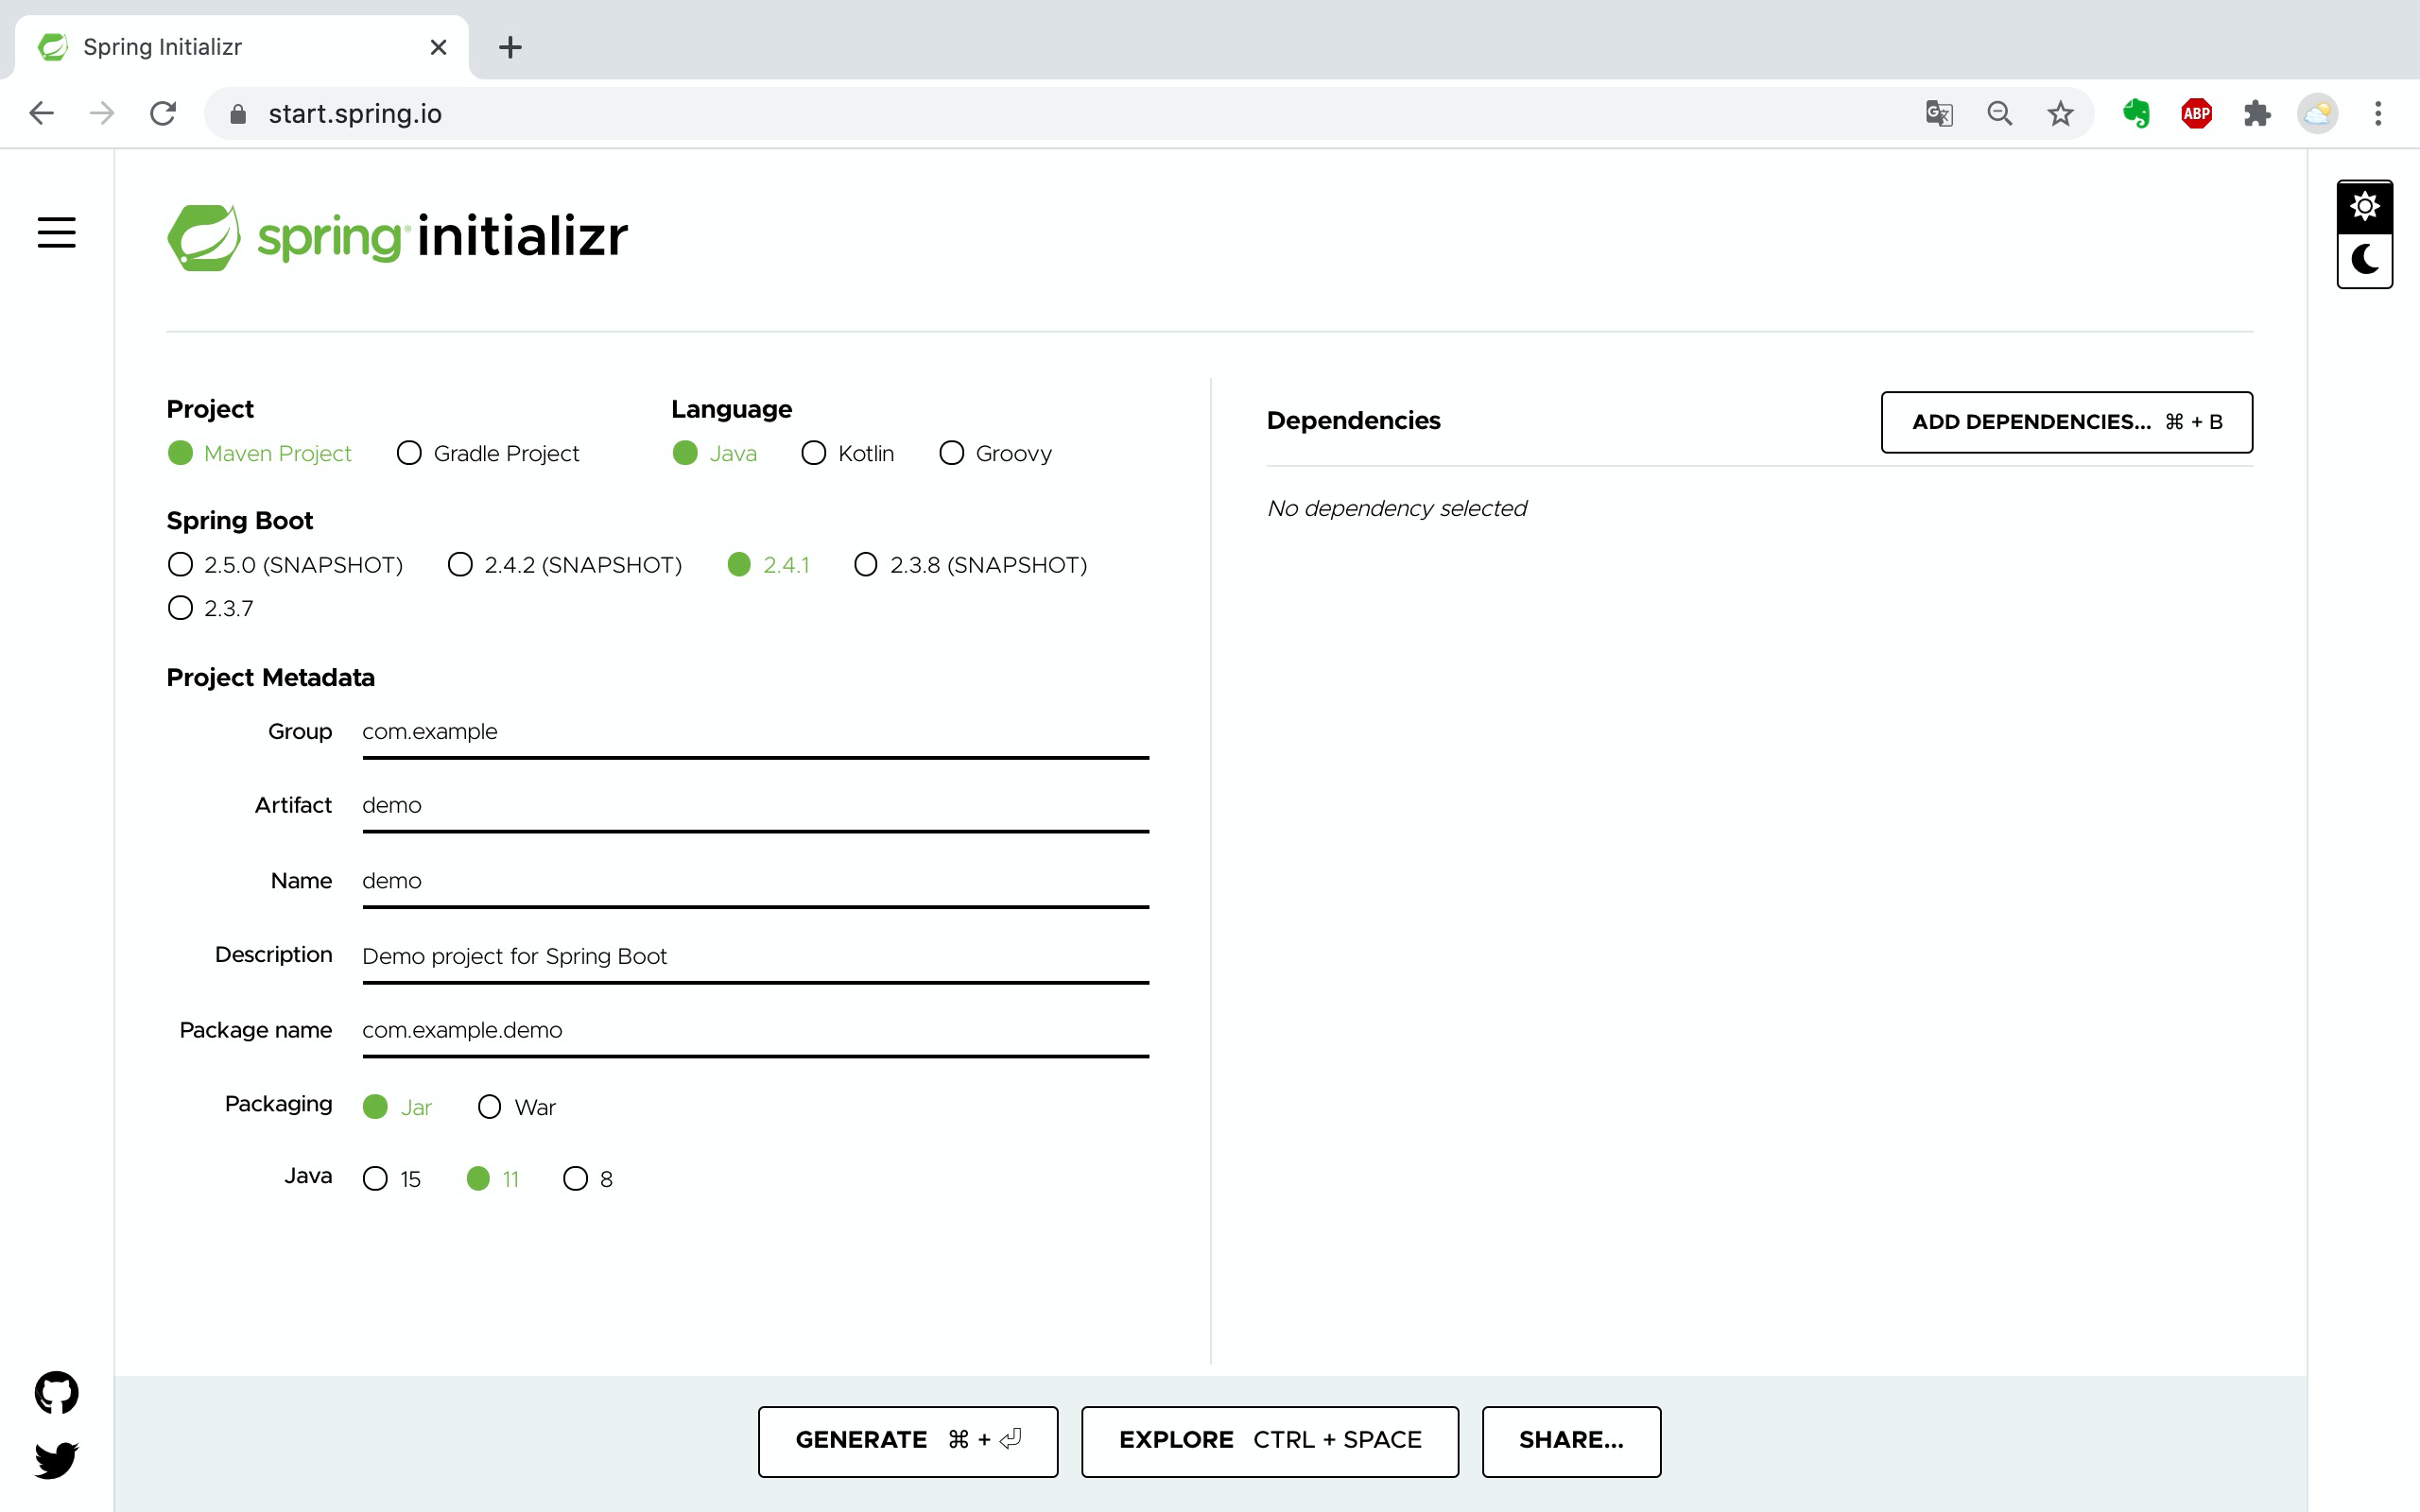 Spring Initializr
start.spring.io
ABP
spring initializr
Project
Maven Project Gradle Project
Language
Java Kotlin Groovy
Spring Boot
2.5.0 (SNAPSHOT) 2.4.2 (SNAPSHOT) 2.4.1 2.3.8 (SNAPSHOT)
2.3.7
Project Metadata
Group com.example
Artifact demo
Name demo
Description Demo project for Spring Boot
Package name com.example.demo
Packaging Jar War
Java 15 11 8
Dependencies
ADD DEPENDENCIES... ⌘ + B
No dependency selected
GENERATE ⌘ + ⏎
EXPLORE CTRL + SPACE
SHARE...